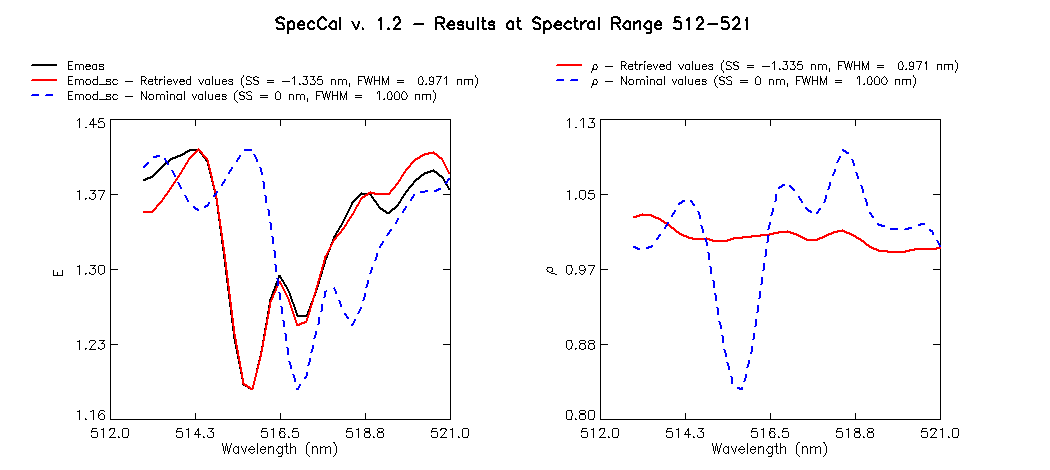 SpecCal v. 1.2 – Results at Spectral Range 512–521
Emeas
Emod_sc – Retrieved values (SS = –1.335 nm, FWHM = 0.971 nm)
Emod_sc – Nominal values (SS = 0 nm, FWHM = 1.000 nm)
1.45
1.37
1.30
1.23
1.16
E
512.0 514.3 516.5 518.8 521.0
Wavelength (nm)
ρ – Retrieved values (SS = –1.335 nm, FWHM = 0.971 nm)
ρ – Nominal values (SS = 0 nm, FWHM = 1.000 nm)
1.13
1.05
0.97
0.88
0.80
ρ
512.0 514.3 516.5 518.8 521.0
Wavelength (nm)